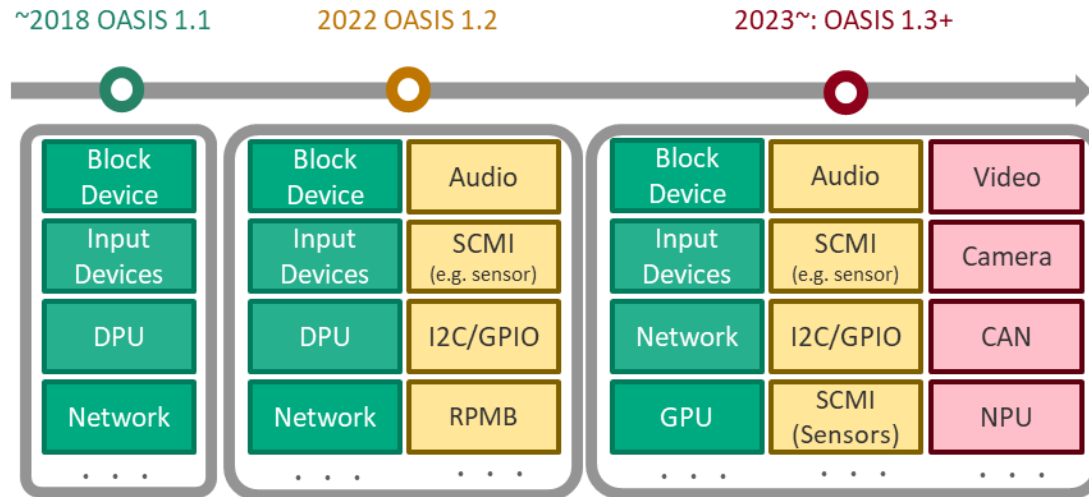 ~2018 OASIS 1.1
2022 OASIS 1.2
2023~: OASIS 1.3+
Block
Device
Input
Devices
DPU
Network
. . .
Block
Device
Input
Devices
DPU
Network
. . .
Audio
SCMI
(e.g. sensor)
I2C/GPIO
RPMB
. . .
Block
Device
Input
Devices
Network
GPU
. . .
Audio
SCMI
(e.g. sensor)
I2C/GPIO
SCMI
(Sensors)
. . .
Video
Camera
CAN
NPU
. . .